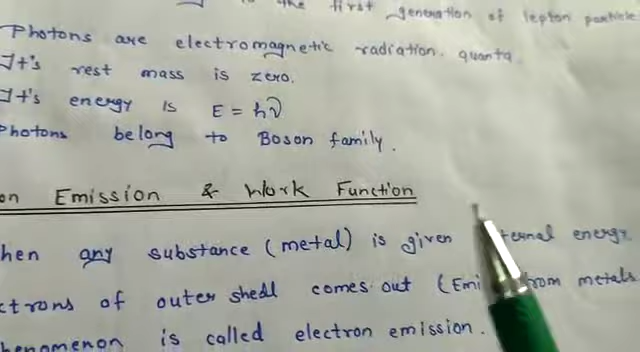 the first generation of lepton particle
Photons are electromagnetic radiation quanta
It's rest mass is zero.
It's energy is E = hν
Photons belong to Boson family.
on Emission & Work Function
hen any substance (metal) is given ternal energy
ctrons of outer shell comes out (Emi from metals
henomenon is called electron emission.